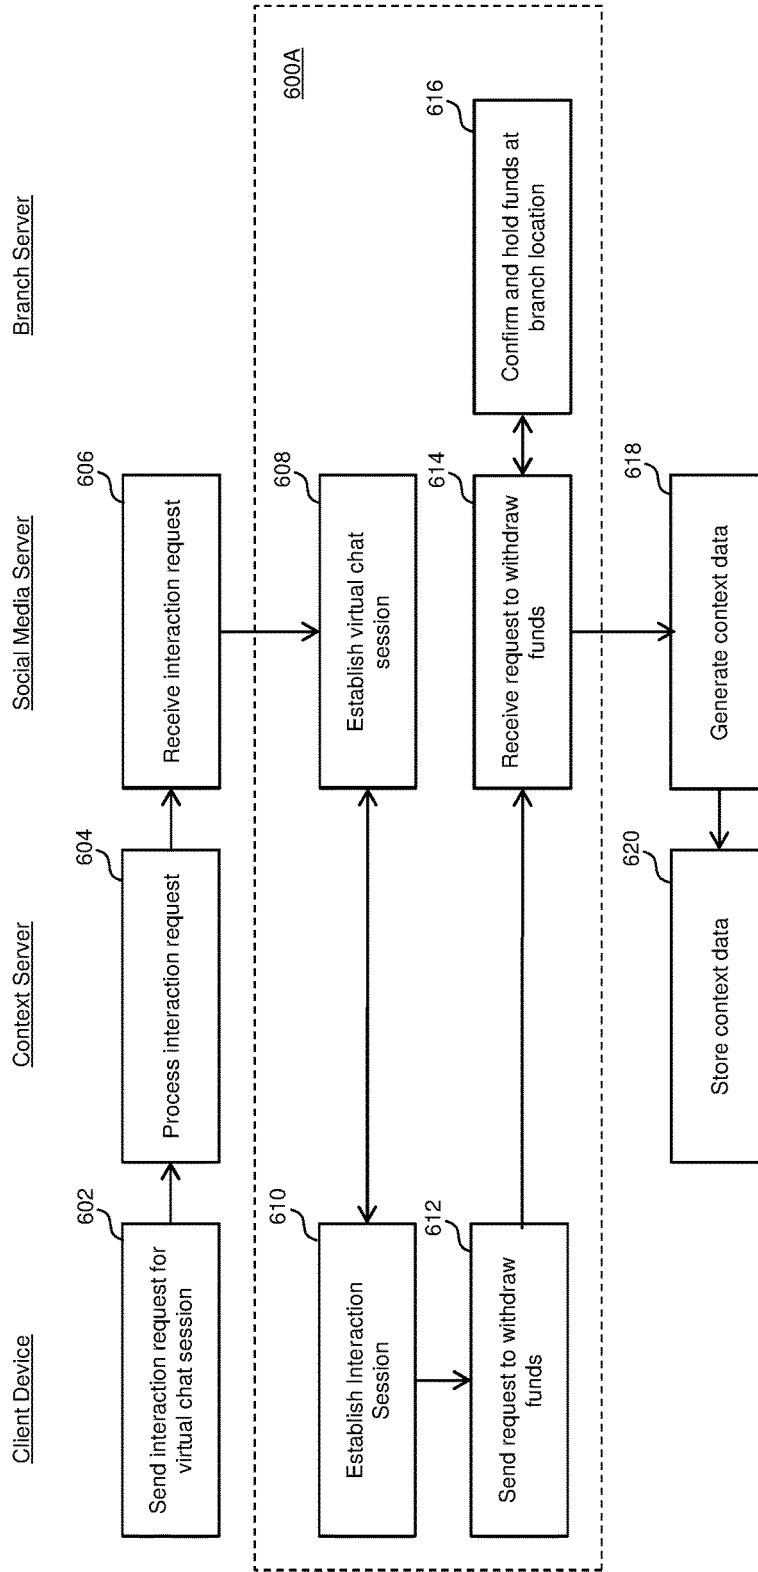 Client Device
Context Server
Social Media Server
Branch Server
602
Send interaction request for
virtual chat session
604
Process interaction request
606
Receive interaction request
600A
608
Establish virtual chat
session
610
Establish Interaction
Session
612
Send request to withdraw
funds
614
Receive request to withdraw
funds
616
Confirm and hold funds at
branch location
618
Generate context data
620
Store context data